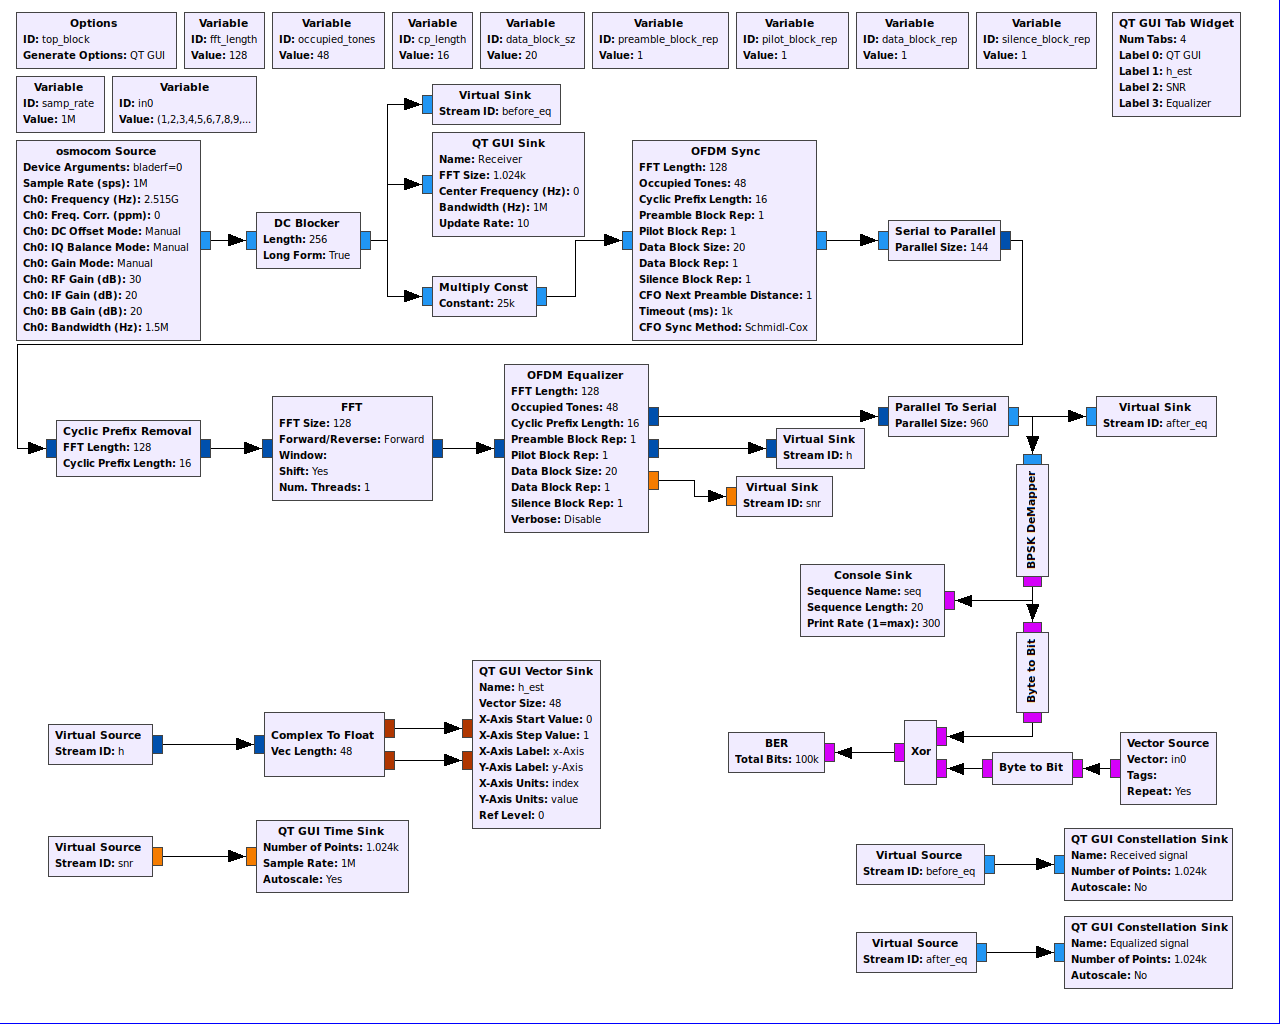 Options
ID: top_block
Generate Options: QT GUI
Variable
ID: fft_length
Value: 128
Variable
ID: occupied_tones
Value: 48
Variable
ID: cp_length
Value: 16
Variable
ID: data_block_sz
Value: 20
Variable
ID: preamble_block_rep
Value: 1
Variable
ID: pilot_block_rep
Value: 1
Variable
ID: data_block_rep
Value: 1
Variable
ID: silence_block_rep
Value: 1
QT GUI Tab Widget
Num Tabs: 4
Label 0: QT GUI
Label 1: h_est
Label 2: SNR
Label 3: Equalizer
Variable
ID: samp_rate
Value: 1M
Variable
ID: in0
Value: (1,2,3,4,5,6,7,8,9,...
osmocom Source
Device Arguments: bladerf=0
Sample Rate (sps): 1M
Ch0: Frequency (Hz): 2.515G
Ch0: Freq. Corr. (ppm): 0
Ch0: DC Offset Mode: Manual
Ch0: IQ Balance Mode: Manual
Ch0: Gain Mode: Manual
Ch0: RF Gain (dB): 30
Ch0: IF Gain (dB): 20
Ch0: BB Gain (dB): 20
Ch0: Bandwidth (Hz): 1.5M
DC Blocker
Length: 256
Long Form: True
Virtual Sink
Stream ID: before_eq
QT GUI Sink
Name: Receiver
FFT Size: 1.024k
Center Frequency (Hz): 0
Bandwidth (Hz): 1M
Update Rate: 10
Multiply Const
Constant: 25k
OFDM Sync
FFT Length: 128
Occupied Tones: 48
Cyclic Prefix Length: 16
Preamble Block Rep: 1
Pilot Block Rep: 1
Data Block Size: 20
Data Block Rep: 1
Silence Block Rep: 1
CFO Next Preamble Distance: 1
Timeout (ms): 1k
CFO Sync Method: Schmidl-Cox
Serial to Parallel
Parallel Size: 144
Cyclic Prefix Removal
FFT Length: 128
Cyclic Prefix Length: 16
FFT
FFT Size: 128
Forward/Reverse: Forward
Window:
Shift: Yes
Num. Threads: 1
OFDM Equalizer
FFT Length: 128
Occupied Tones: 48
Cyclic Prefix Length: 16
Preamble Block Rep: 1
Pilot Block Rep: 1
Data Block Size: 20
Data Block Rep: 1
Silence Block Rep: 1
Verbose: Disable
Virtual Sink
Stream ID: h
Virtual Sink
Stream ID: snr
Parallel To Serial
Parallel Size: 960
Virtual Sink
Stream ID: after_eq
BPSK DeMapper
Console Sink
Sequence Name: seq
Sequence Length: 20
Print Rate (1=max): 300
Byte to Bit
Virtual Source
Stream ID: h
Complex To Float
Vec Length: 48
QT GUI Vector Sink
Name: h_est
Vector Size: 48
X-Axis Start Value: 0
X-Axis Step Value: 1
X-Axis Label: x-Axis
Y-Axis Label: y-Axis
X-Axis Units: index
Y-Axis Units: value
Ref Level: 0
BER
Total Bits: 100k
Xor
Byte to Bit
Vector Source
Vector: in0
Tags:
Repeat: Yes
Virtual Source
Stream ID: snr
QT GUI Time Sink
Number of Points: 1.024k
Sample Rate: 1M
Autoscale: Yes
Virtual Source
Stream ID: before_eq
QT GUI Constellation Sink
Name: Received signal
Number of Points: 1.024k
Autoscale: No
Virtual Source
Stream ID: after_eq
QT GUI Constellation Sink
Name: Equalized signal
Number of Points: 1.024k
Autoscale: No